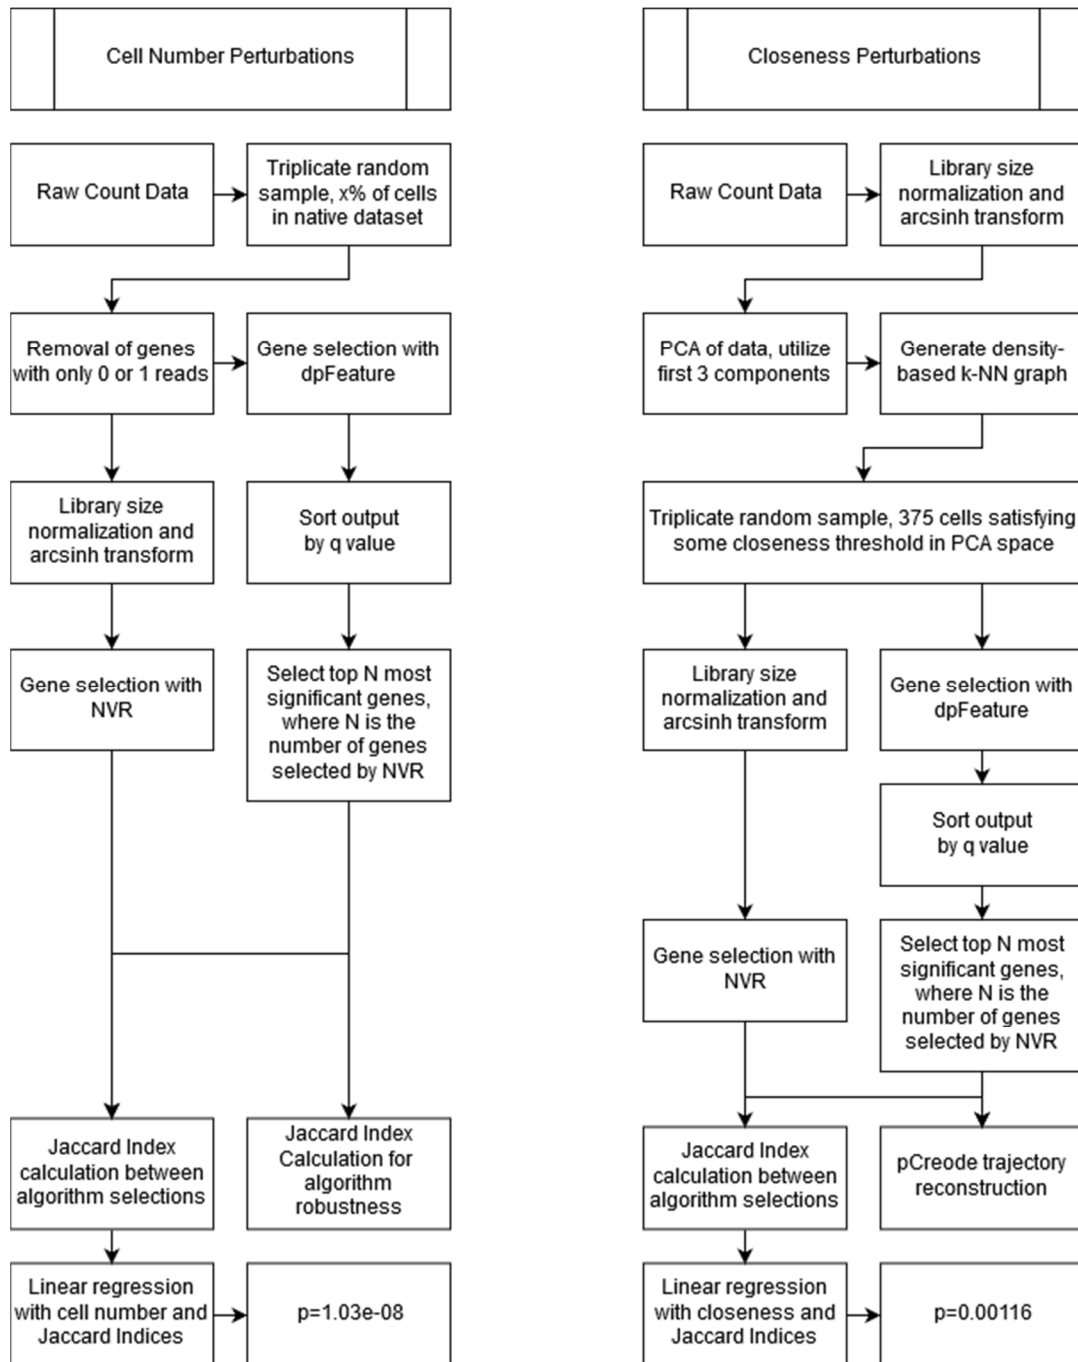 Cell Number Perturbations
Raw Count Data
Triplicate random
sample, x% of cells
in native dataset
Removal of genes
with only 0 or 1 reads
Gene selection with
dpFeature
Library size
normalization and
arcsinh transform
Sort output
by q value
Gene selection with
NVR
Select top N most
significant genes,
where N is the
number of genes
selected by NVR
Jaccard Index
calculation between
algorithm selections
Jaccard Index
Calculation for
algorithm
robustness
Linear regression
with cell number and
Jaccard Indices
p=1.03e-08
Closeness Perturbations
Raw Count Data
Library size
normalization and
arcsinh transform
PCA of data, utilize
first 3 components
Generate density-
based k-NN graph
Triplicate random sample, 375 cells satisfying
some closeness threshold in PCA space
Library size
normalization and
arcsinh transform
Gene selection with
dpFeature
Sort output
by q value
Gene selection with
NVR
Select top N most
significant genes,
where N is the
number of genes
selected by NVR
Jaccard Index
calculation between
algorithm selections
pCreode trajectory
reconstruction
Linear regression
with closeness and
Jaccard Indices
p=0.00116